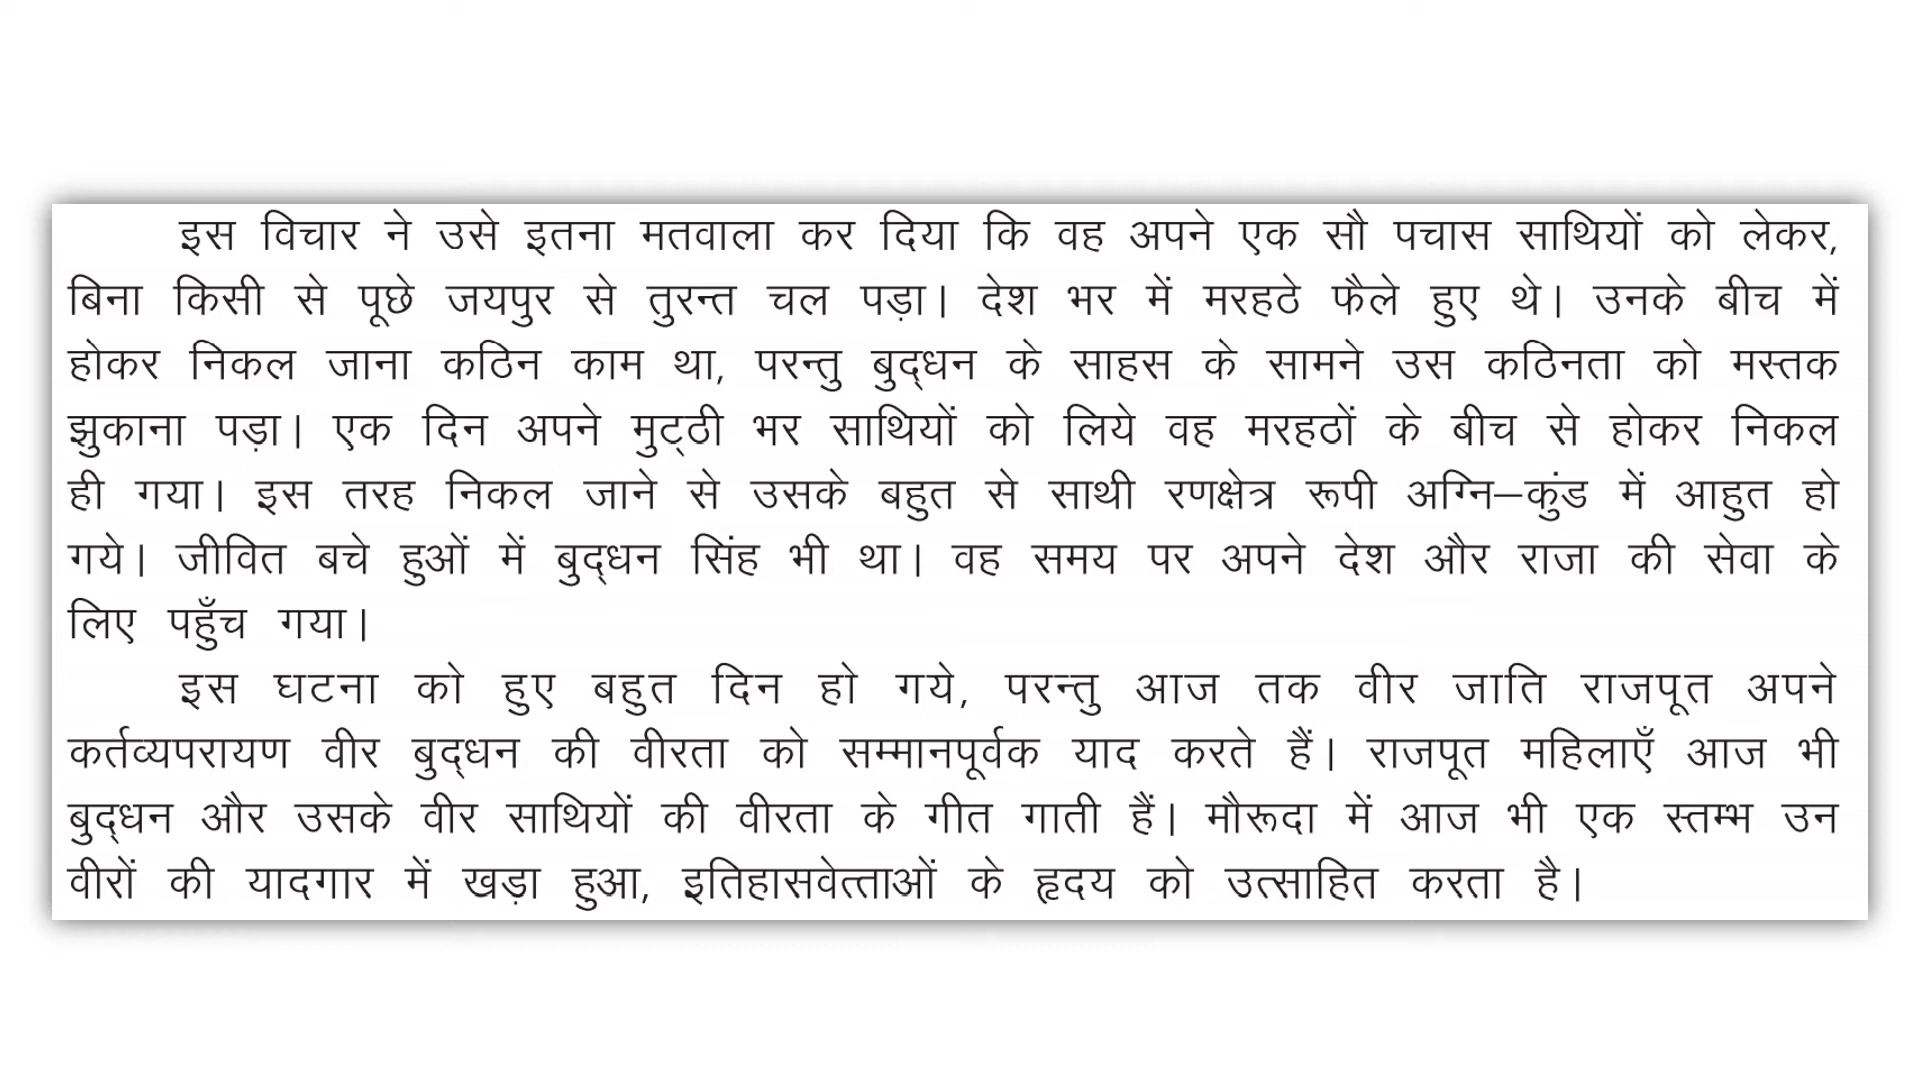 इस विचार ने उसे इतना मतवाला कर दिया कि वह अपने एक सौ पचास साथियों को लेकर,
बिना किसी से पूछे जयपुर से तुरन्त चल पड़ा। देश भर में मरहठे फैले हुए थे। उनके बीच में
होकर निकल जाना कठिन काम था, परन्तु बुद्‌धन के साहस के सामने उस कठिनता को मस्तक
झुकाना पड़ा। एक दिन अपने मुट्‌ठी भर साथियों को लिये वह मरहठों के बीच से होकर निकल
ही गया। इस तरह निकल जाने से उसके बहुत से साथी रणक्षेत्र रूपी अग्नि–कुंड में आहुत हो
गये। जीवित बचे हुओं में बुद्‌धन सिंह भी था। वह समय पर अपने देश और राजा की सेवा के
लिए पहुँच गया।
इस घटना को हुए बहुत दिन हो गये, परन्तु आज तक वीर जाति राजपूत अपने
कर्तव्यपरायण वीर बुद्‌धन की वीरता को सम्मानपूर्वक याद करते हैं। राजपूत महिलाएँ आज भी
बुद्‌धन और उसके वीर साथियों की वीरता के गीत गाती हैं। मौरूदा में आज भी एक स्तम्भ उन
वीरों की यादगार में खड़ा हुआ, इतिहासवेत्ताओं के हृदय को उत्साहित करता है।